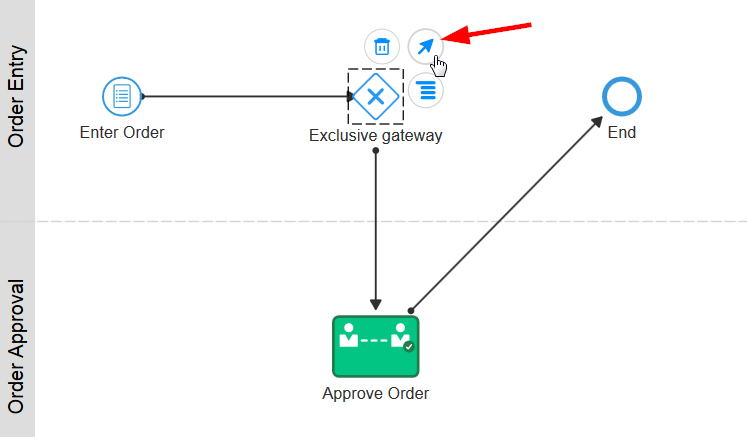 Order Entry
Enter Order
Exclusive gateway
End
Order Approval
Approve Order